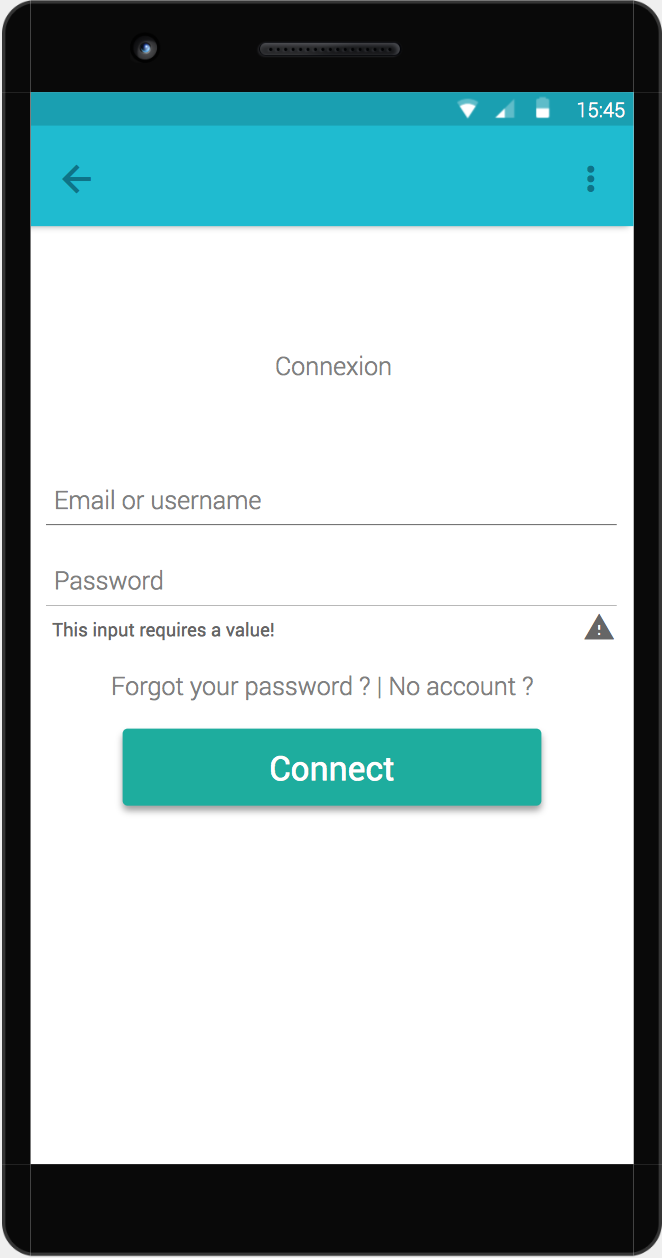 15:45
Connexion
Email or username
Password
This input requires a value!
Forgot your password ? | No account ?
Connect